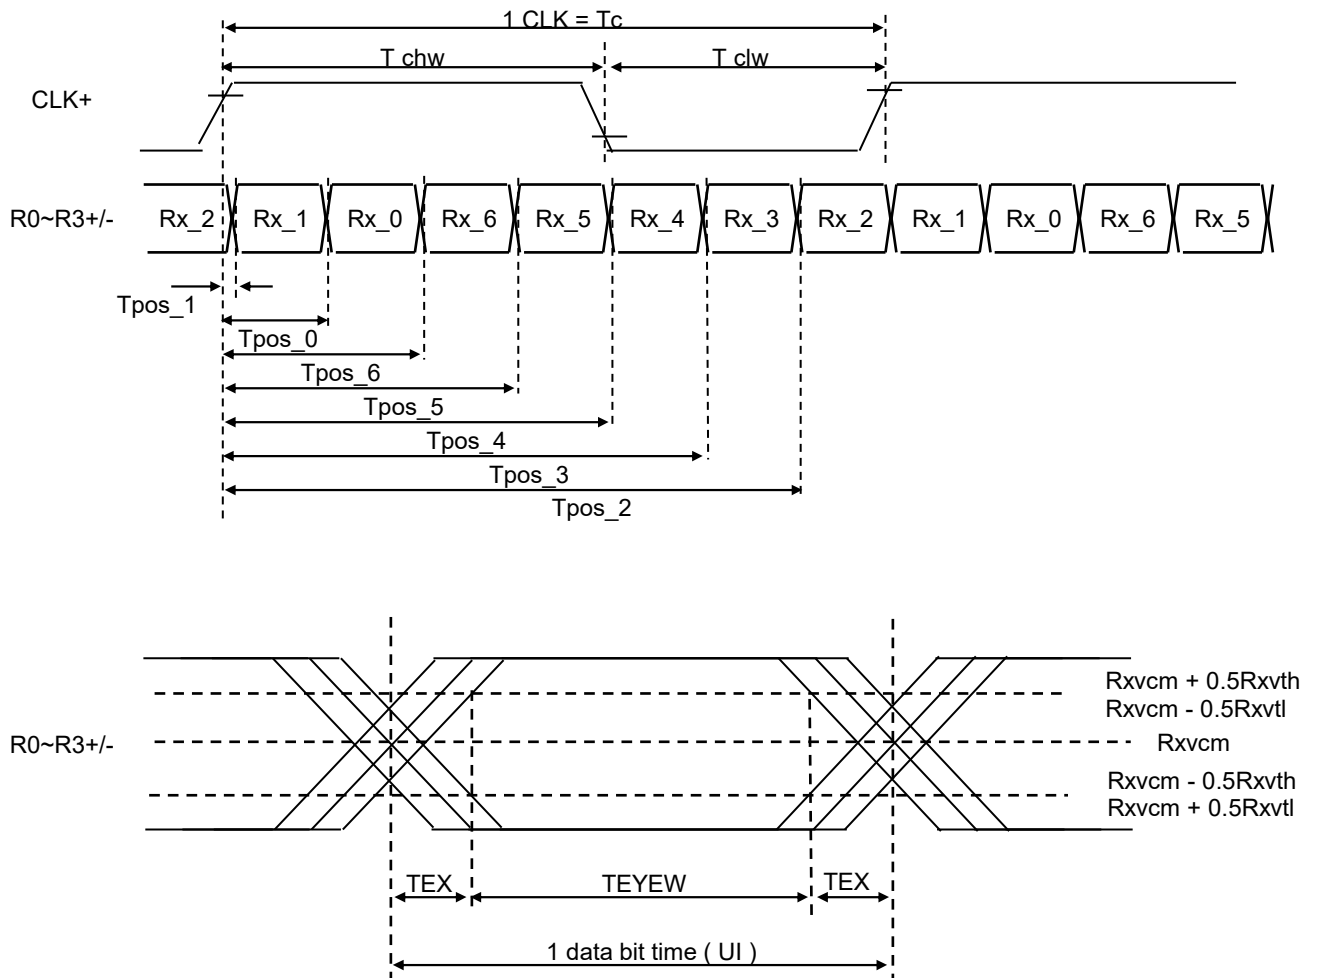 1 CLK = Tc
T chw
T clw
CLK+
R0~R3+/-
Rx_2
Rx_1
Rx_0
Rx_6
Rx_5
Rx_4
Rx_3
Rx_2
Rx_1
Rx_0
Rx_6
Rx_5
Tpos_1
Tpos_0
Tpos_6
Tpos_5
Tpos_4
Tpos_3
Tpos_2
Rxvcm + 0.5Rxvth
Rxvcm - 0.5Rxvtl
R0~R3+/-
Rxvcm
Rxvcm - 0.5Rxvth
Rxvcm + 0.5Rxvtl
TEX
TEYEW
TEX
1 data bit time ( UI )